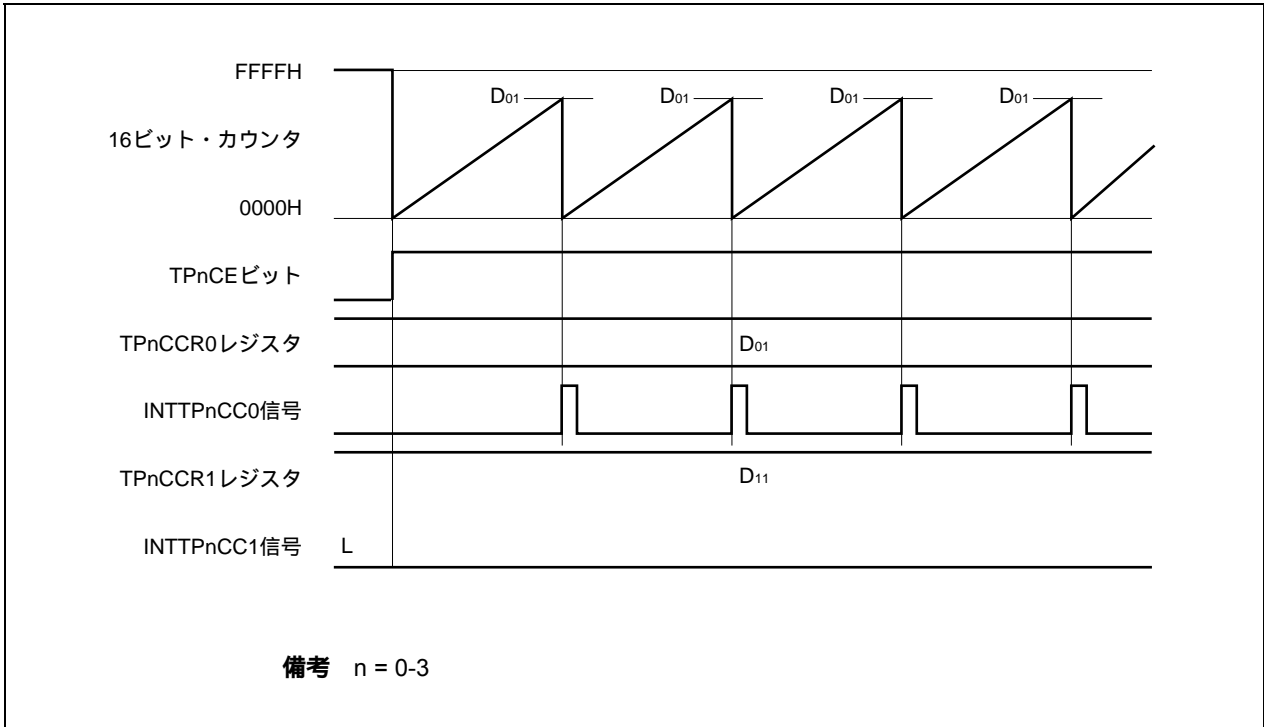 FFFFH
D01 D01 D01 D01
16ビット・カウンタ
0000H
TPnCEビット
TPnCCR0レジスタ D01
INTTPnCC0信号
TPnCCR1レジスタ D11
INTTPnCC1信号 L
備考 n = 0-3